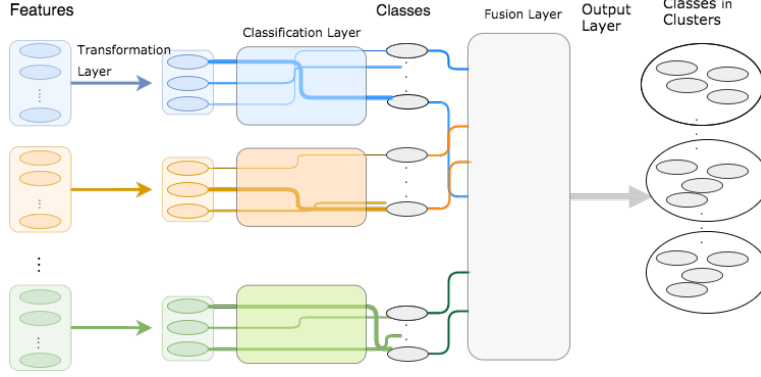 Features
Transformation
Layer
Classification Layer
Classes
Fusion Layer
Output
Layer
Classes in
Clusters